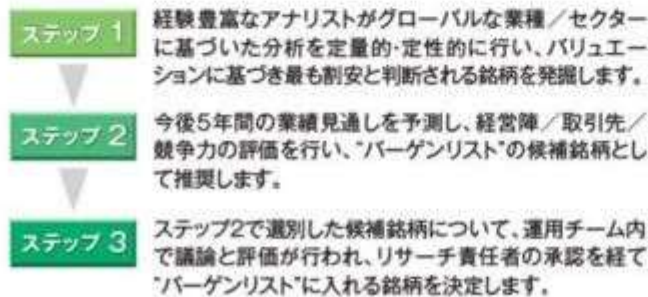 ステップ 1
経験豊富なアナリストがグローバルな業種／セクター
に基づいた分析を定量的・定性的に行い、バリュエー
ションに基づき最も割安と判断される銘柄を発掘します。
ステップ 2
今後5年間の業績見通しを予測し、経営陣／取引先／
競争力の評価を行い、"バーゲンリスト"の候補銘柄とし
て推奨します。
ステップ 3
ステップ2で選別した候補銘柄について、運用チーム内
で議論と評価が行われ、リサーチ責任者の承認を経て
"バーゲンリスト"に入れる銘柄を決定します。